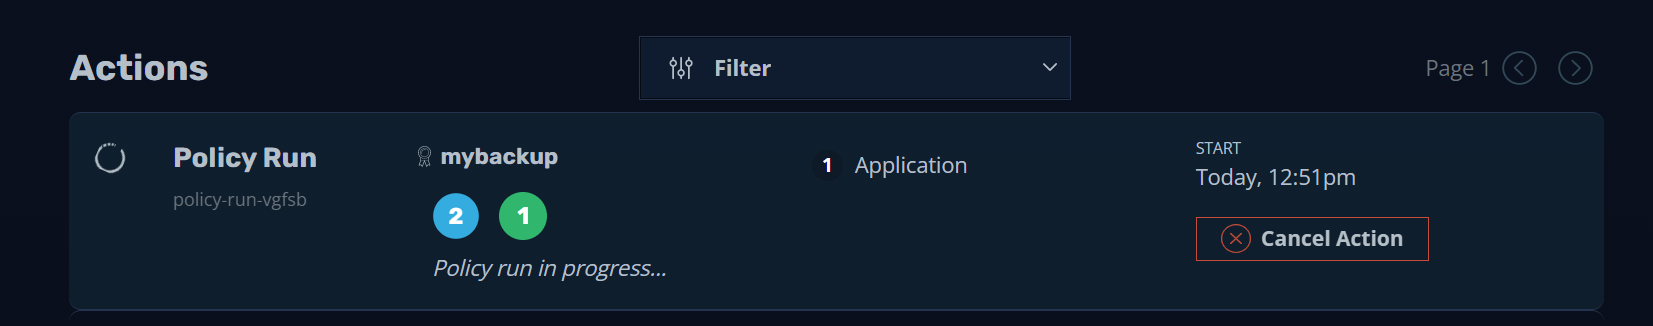 Actions
Filter
Page 1
Policy Run
policy-run-vgfsb
mybackup
2 1
Policy run in progress...
1 Application
START
Today, 12:51pm
Cancel Action